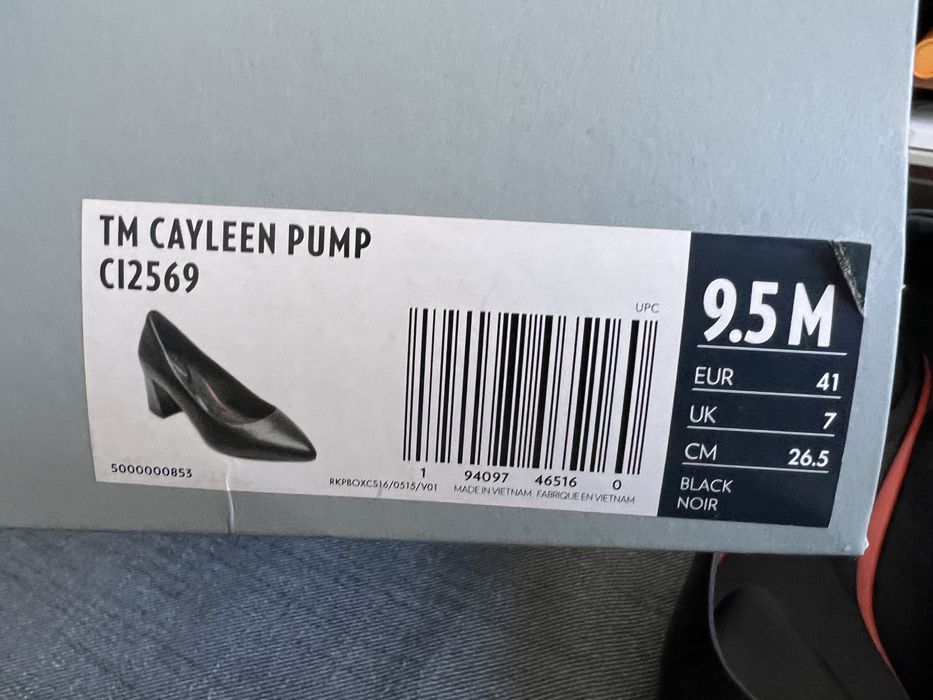 TM CAYLEEN PUMP
CI2569
5000000853
UPC
1 94097 46516 0
RKPBOXCS16/0515/V01 MADE IN VIETNAM FABRIQUE EN VIETNAM
9.5 M
EUR 41
UK 7
CM 26.5
BLACK
NOIR